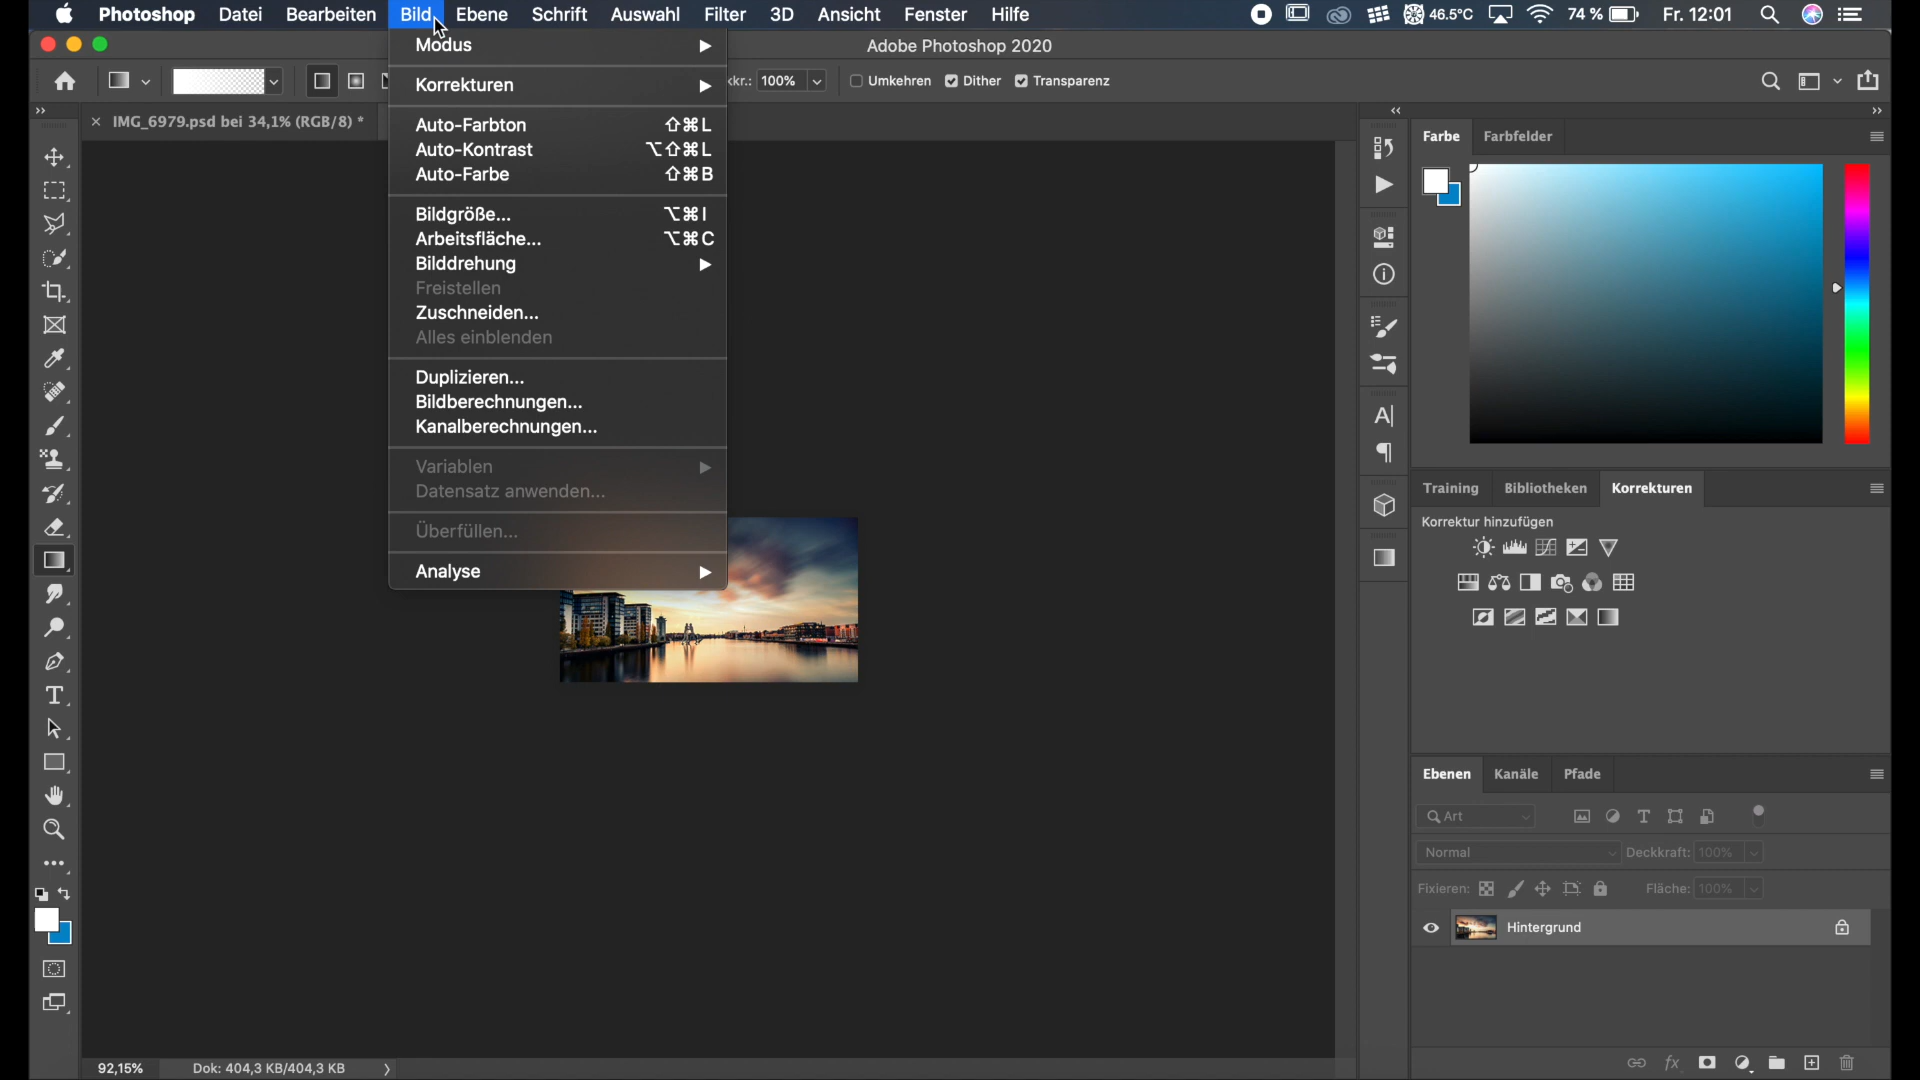 Photoshop Datei Bearbeiten Bild Ebene Schrift Auswahl Filter 3D Ansicht Fenster Hilfe 46.5°C 74 % Fr. 12:01
Adobe Photoshop 2020
100% Umkehren Dither Transparenz
IMG_6979.psd bei 34,1% (RGB/8) *
Modus
Korrekturen
Auto-Farbton ⇧⌘L
Auto-Kontrast ⌥⇧⌘L
Auto-Farbe ⇧⌘B
Bildgröße... ⌥⌘I
Arbeitsfläche... ⌥⌘C
Bilddrehung
Freistellen
Zuschneiden...
Alles einblenden
Duplizieren...
Bildberechnungen...
Kanalberechnungen...
Variablen
Datensatz anwenden...
Überfüllen...
Analyse
Farbe Farbfelder
Training Bibliotheken Korrekturen
Korrektur hinzufügen
Ebenen Kanäle Pfade
Art
Normal Deckkraft: 100%
Fixieren: Fläche: 100%
Hintergrund
92,15% Dok: 404,3 KB/404,3 KB